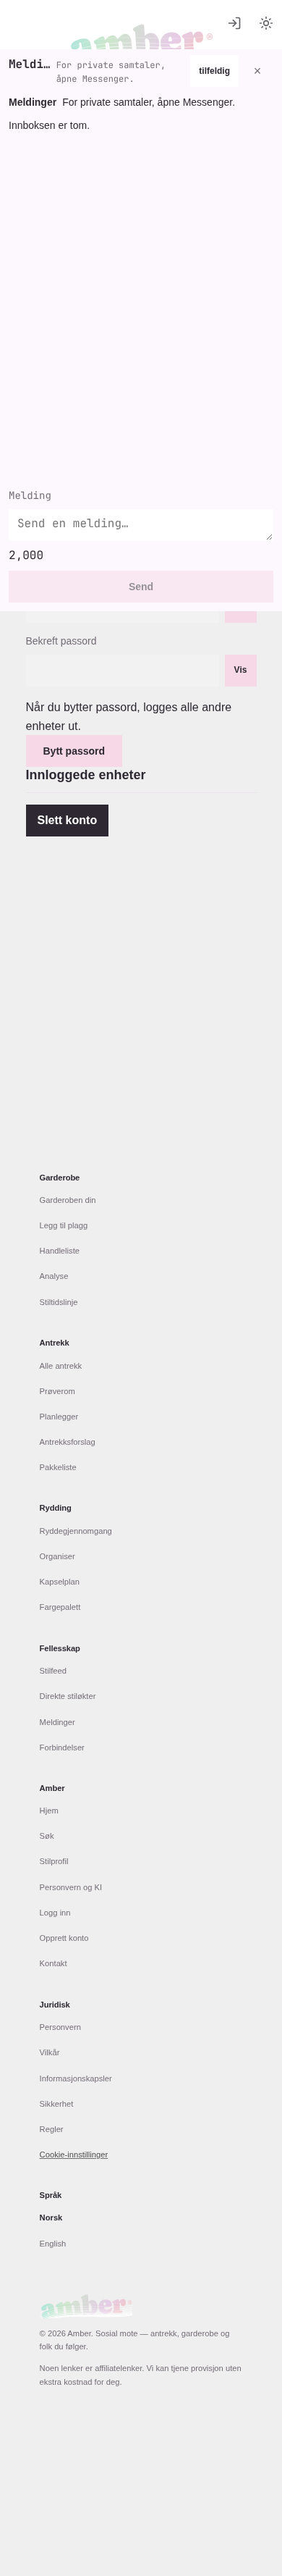 amber
Meldi… For private samtaler, åpne Messenger. tilfeldig ×
Meldinger For private samtaler, åpne Messenger.
Innboksen er tom.
Melding
Send en melding…
2,000
Send
Bekreft passord
Vis
Når du bytter passord, logges alle andre
enheter ut.
Bytt passord
Innloggede enheter
Slett konto
Garderobe
Garderoben din
Legg til plagg
Handleliste
Analyse
Stiltidslinje
Antrekk
Alle antrekk
Prøverom
Planlegger
Antrekksforslag
Pakkeliste
Rydding
Ryddegjennomgang
Organiser
Kapselplan
Fargepalett
Fellesskap
Stilfeed
Direkte stiløkter
Meldinger
Forbindelser
Amber
Hjem
Søk
Stilprofil
Personvern og KI
Logg inn
Opprett konto
Kontakt
Juridisk
Personvern
Vilkår
Informasjonskapsler
Sikkerhet
Regler
Cookie-innstillinger
Språk
Norsk
English
amber
© 2026 Amber. Sosial mote — antrekk, garderobe og
folk du følger.
Noen lenker er affiliatelenker. Vi kan tjene provisjon uten
ekstra kostnad for deg.